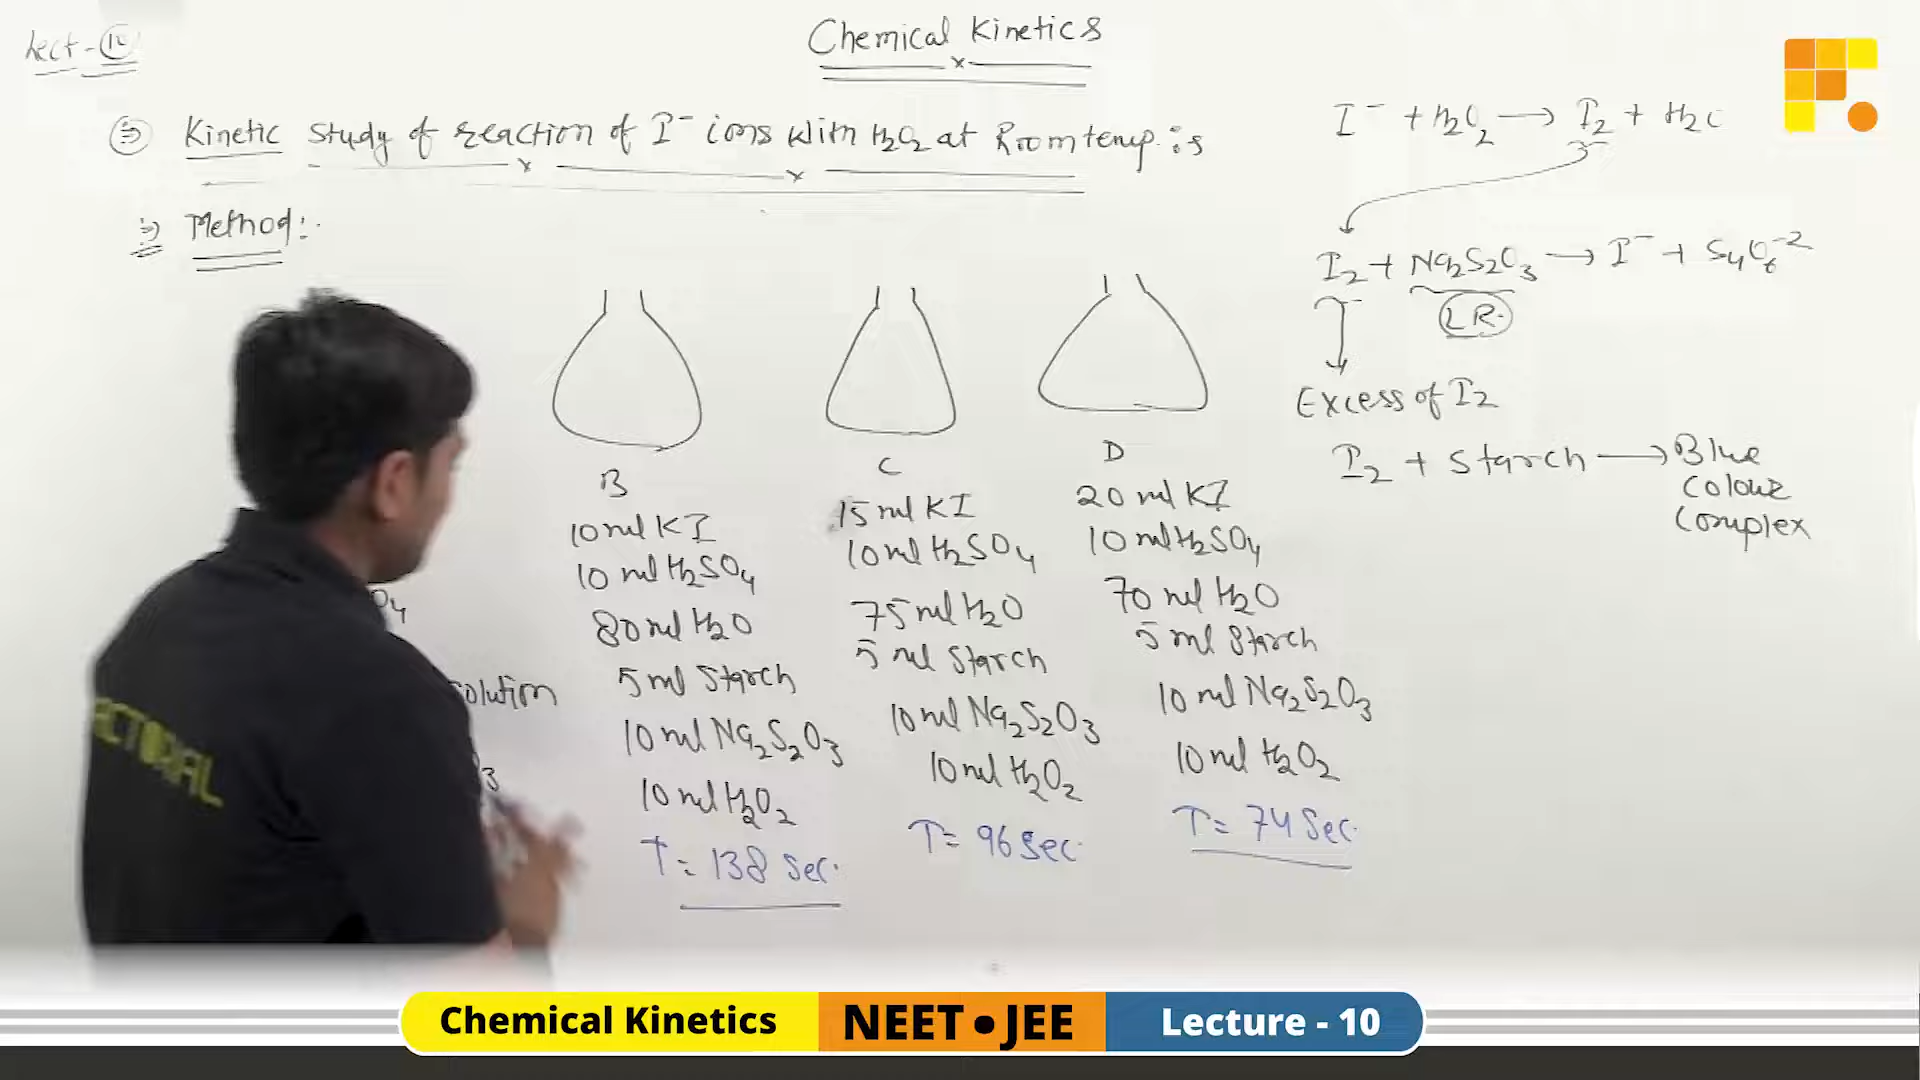 Lect-10
Chemical Kinetics
Kinetic study of reaction of I⁻ ions with H₂O₂ at Room temp. is
Method:
I⁻ + H₂O₂ → I₂ + H₂O
I₂ + Na₂S₂O₃ → I⁻ + S₄O₆⁻²
LR.
Excess of I₂
I₂ + Starch → Blue
Colour
Complex
O₄
solution
3
B
10 ml KI
10 ml H₂SO₄
80 ml H₂O
5 ml Starch
10 ml Na₂S₂O₃
10 ml H₂O₂
T = 138 Sec.
C
15 ml KI
10 ml H₂SO₄
75 ml H₂O
5 ml Starch
10 ml Na₂S₂O₃
10 ml H₂O₂
T = 96 Sec.
D
20 ml KI
10 ml H₂SO₄
70 ml H₂O
5 ml Starch
10 ml Na₂S₂O₃
10 ml H₂O₂
T = 74 Sec.
ECTORIAL
Chemical Kinetics NEET • JEE Lecture - 10